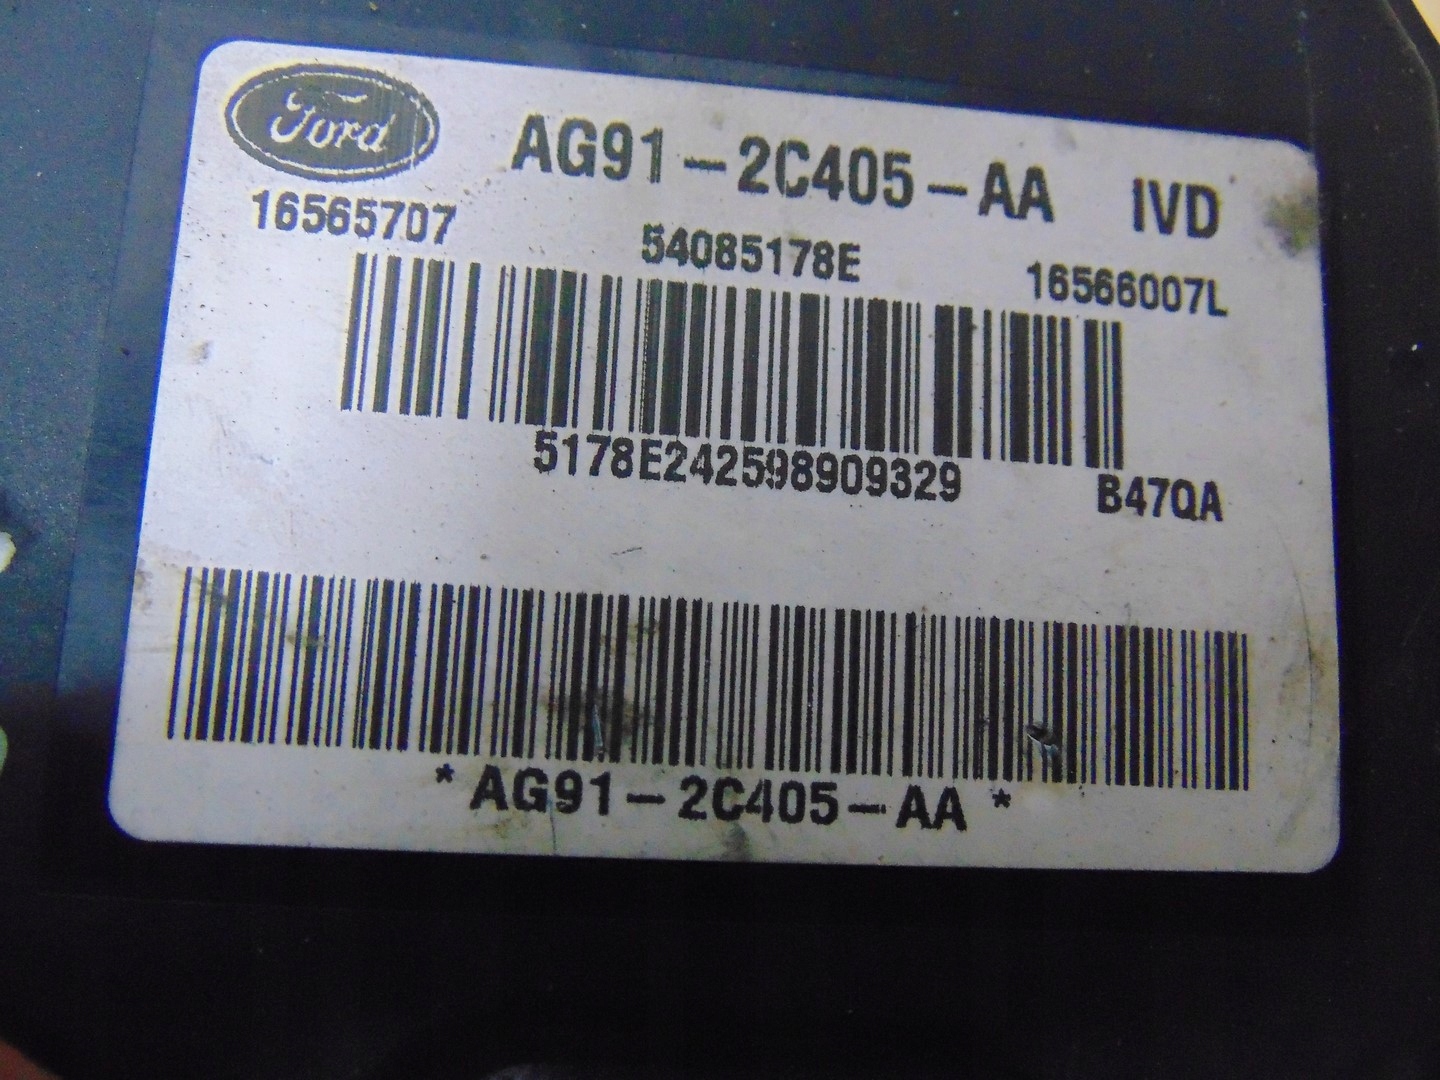 Ford AG91-2C405-AA IVD
16565707 54085178E 16566007L
5178E242598909329 B47QA
*AG91-2C405-AA*